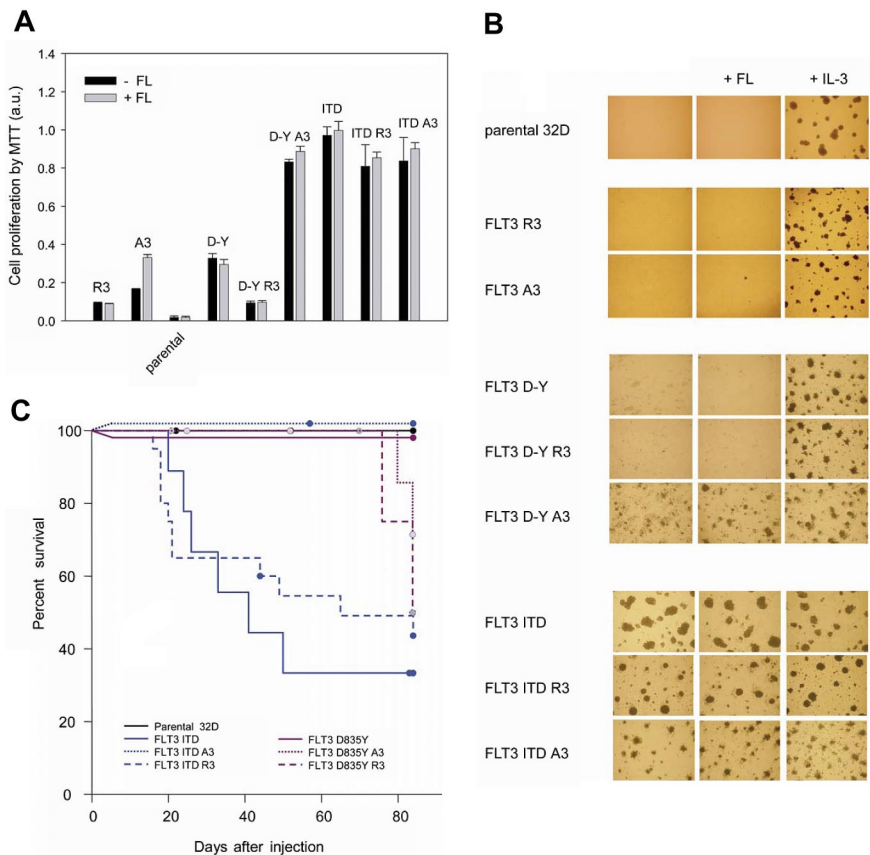 A
Cell proliferation by MTT (a.u.)
1.4
1.2
1.0
0.8
0.6
0.4
0.2
0.0
- FL
+ FL
R3
A3
parental
D-Y
D-Y R3
D-Y A3
ITD
ITD R3
ITD A3
B
+ FL
+ IL-3
parental 32D
FLT3 R3
FLT3 A3
FLT3 D-Y
FLT3 D-Y R3
FLT3 D-Y A3
FLT3 ITD
FLT3 ITD R3
FLT3 ITD A3
C
Percent survival
100
80
60
40
20
0
Parental 32D
FLT3 ITD
FLT3 ITD A3
FLT3 ITD R3
FLT3 D835Y
FLT3 D835Y A3
FLT3 D835Y R3
0
20
40
60
80
Days after injection